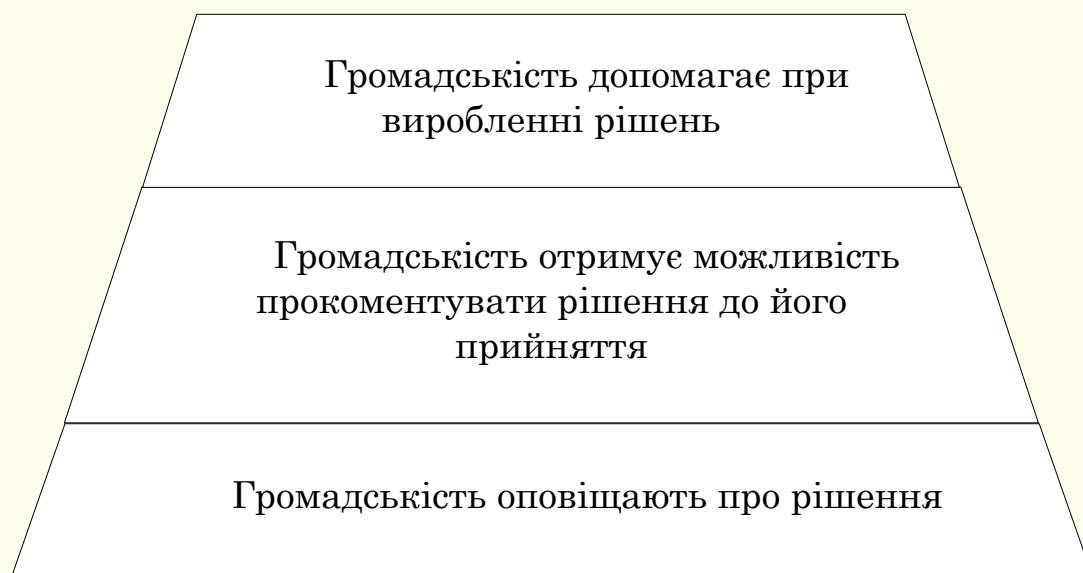 Громадськість допомагає при
виробленні рішень
Громадськість отримує можливість
прокоментувати рішення до його
прийняття
Громадськість оповіщають про рішення